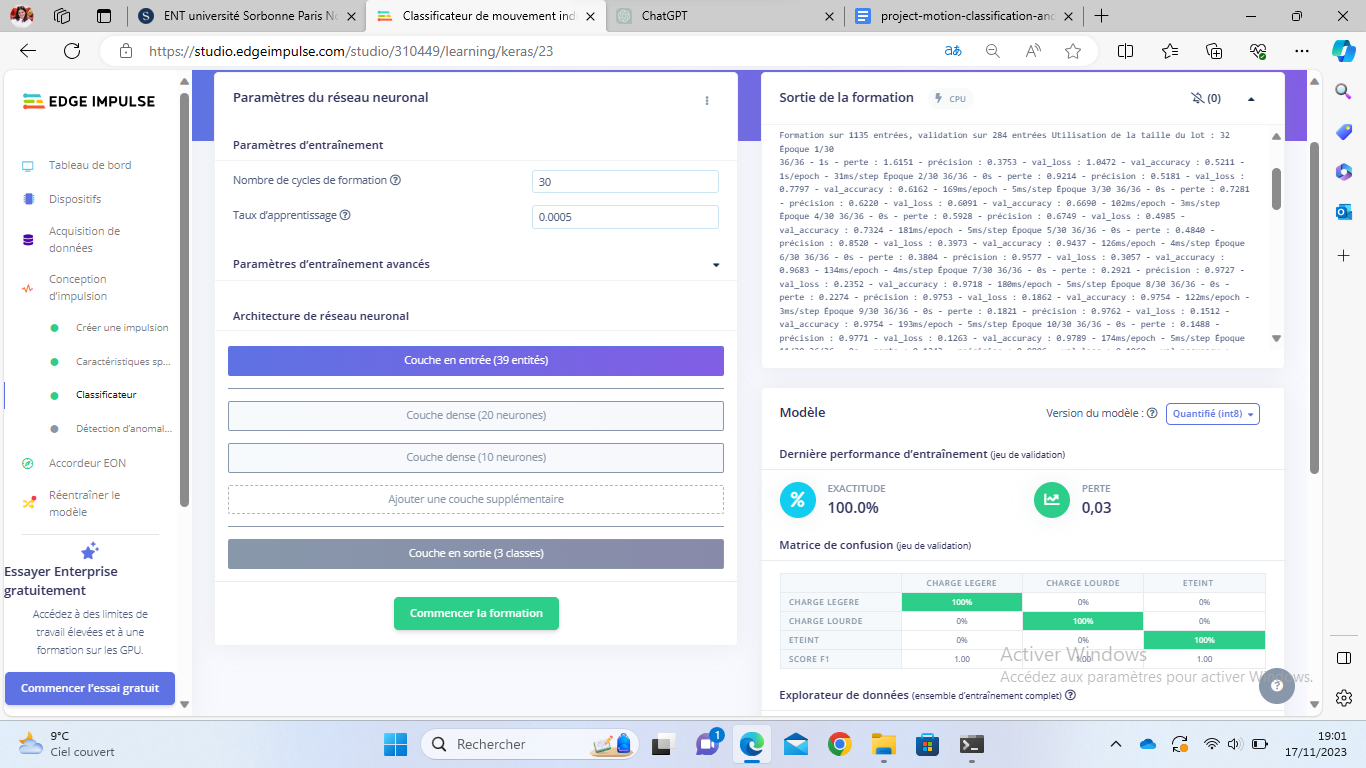 ENT université Sorbonne Paris N
Classificateur de mouvement ind
ChatGPT
project-motion-classification-anc
https://studio.edgeimpulse.com/studio/310449/learning/keras/23
EDGE IMPULSE
Tableau de bord
Dispositifs
Acquisition de
données
Conception
d'impulsion
Créer une impulsion
Caractéristiques sp...
Classificateur
Détection d'anomal...
Accordeur EON
Réentraîner le
modèle
Essayer Enterprise
gratuitement
Accédez à des limites de
travail élevées et à une
formation sur les GPU.
Commencer l'essai gratuit
Paramètres du réseau neuronal
Paramètres d'entraînement
Nombre de cycles de formation
30
Taux d'apprentissage
0.0005
Paramètres d'entraînement avancés
Architecture de réseau neuronal
Couche en entrée (39 entités)
Couche dense (20 neurones)
Couche dense (10 neurones)
Ajouter une couche supplémentaire
Couche en sortie (3 classes)
Commencer la formation
Sortie de la formation
CPU
(0)
Formation sur 1135 entrées, validation sur 284 entrées Utilisation de la taille du lot : 32
Époque 1/30
36/36 - 1s - perte : 1.6151 - précision : 0.3753 - val_loss : 1.0472 - val_accuracy : 0.5211 -
1s/epoch - 31ms/step Époque 2/30 36/36 - 0s - perte : 0.9214 - précision : 0.5181 - val_loss :
0.7797 - val_accuracy : 0.6162 - 169ms/epoch - 5ms/step Époque 3/30 36/36 - 0s - perte : 0.7281
- précision : 0.6220 - val_loss : 0.6091 - val_accuracy : 0.6690 - 102ms/epoch - 3ms/step
Époque 4/30 36/36 - 0s - perte : 0.5928 - précision : 0.6749 - val_loss : 0.4985 -
val_accuracy : 0.7324 - 181ms/epoch - 5ms/step Époque 5/30 36/36 - 0s - perte : 0.4840 -
précision : 0.8520 - val_loss : 0.3973 - val_accuracy : 0.9437 - 126ms/epoch - 4ms/step Époque
6/30 36/36 - 0s - perte : 0.3804 - précision : 0.9577 - val_loss : 0.3057 - val_accuracy :
0.9683 - 134ms/epoch - 4ms/step Époque 7/30 36/36 - 0s - perte : 0.2921 - précision : 0.9727 -
val_loss : 0.2352 - val_accuracy : 0.9718 - 180ms/epoch - 5ms/step Époque 8/30 36/36 - 0s -
perte : 0.2274 - précision : 0.9753 - val_loss : 0.1862 - val_accuracy : 0.9754 - 122ms/epoch -
3ms/step Époque 9/30 36/36 - 0s - perte : 0.1821 - précision : 0.9762 - val_loss : 0.1512 -
val_accuracy : 0.9754 - 193ms/epoch - 5ms/step Époque 10/30 36/36 - 0s - perte : 0.1488 -
précision : 0.9771 - val_loss : 0.1263 - val_accuracy : 0.9789 - 174ms/epoch - 5ms/step Époque
Modèle
Version du modèle :
Quantifié (int8)
Dernière performance d'entraînement (jeu de validation)
EXACTITUDE
100.0%
PERTE
0,03
Matrice de confusion (jeu de validation)
CHARGE LEGERE CHARGE LOURDE ETEINT
CHARGE LEGERE 100% 0% 0%
CHARGE LOURDE 0% 100% 0%
ETEINT 0% 0% 100%
SCORE F1 1.00 1.00 1.00
Activer Windows
Accédez aux paramètres pour activer Windows.
Explorateur de données (ensemble d'entraînement complet)
9°C
Ciel couvert
Rechercher
1
19:01
17/11/2023